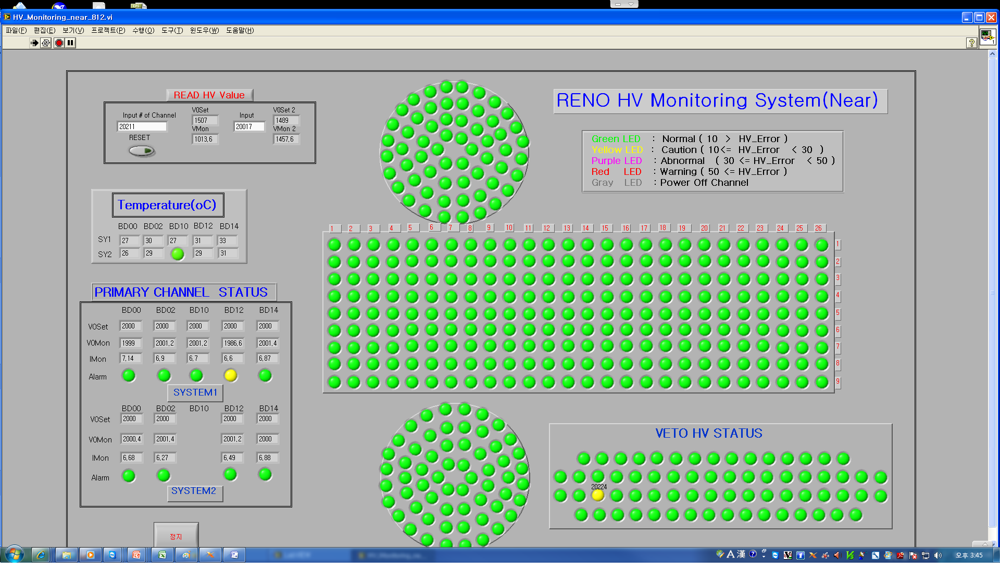 HV_Monitoring_near_812.vi
파일(F) 편집(E) 보기(V) 프로젝트(P) 수행(O) 도구(T) 윈도우(W) 도움말(H)
READ HV Value
Input # of Channel
20211
RESET
V0Set
1507
VMon
1013,6
Input
20017
V0Set 2
1489
VMon 2
1457,6
RENO HV Monitoring System(Near)
Green LED : Normal ( 10 > HV_Error )
Yellow LED : Caution ( 10<= HV_Error < 30 )
Purple LED : Abnormal ( 30 <= HV_Error < 50 )
Red LED : Warning ( 50 <= HV_Error )
Gray LED : Power Off Channel
Temperature(oC)
BD00 BD02 BD10 BD12 BD14
SY1 27 30 27 31 33
SY2 26 29 29 31
1 2 3 4 5 6 7 8 9 10 11 12 13 14 15 16 17 18 19 20 21 22 23 24 25 26
1
2
3
4
5
6
7
8
9
PRIMARY CHANNEL STATUS
BD00 BD02 BD10 BD12 BD14
V0Set 2000 2000 2000 2000 2000
V0Mon 1999 2001,2 2001,2 1986,6 2001,4
IMon 7,14 6,9 6,7 6,6 6,87
Alarm
SYSTEM1
BD00 BD02 BD10 BD12 BD14
V0Set 2000 2000 2000 2000
V0Mon 2000,4 2001,4 2001,2 2000
IMon 6,68 6,27 6,49 6,88
Alarm
SYSTEM2
VETO HV STATUS
20224
정지
A 漢
오후 3:45